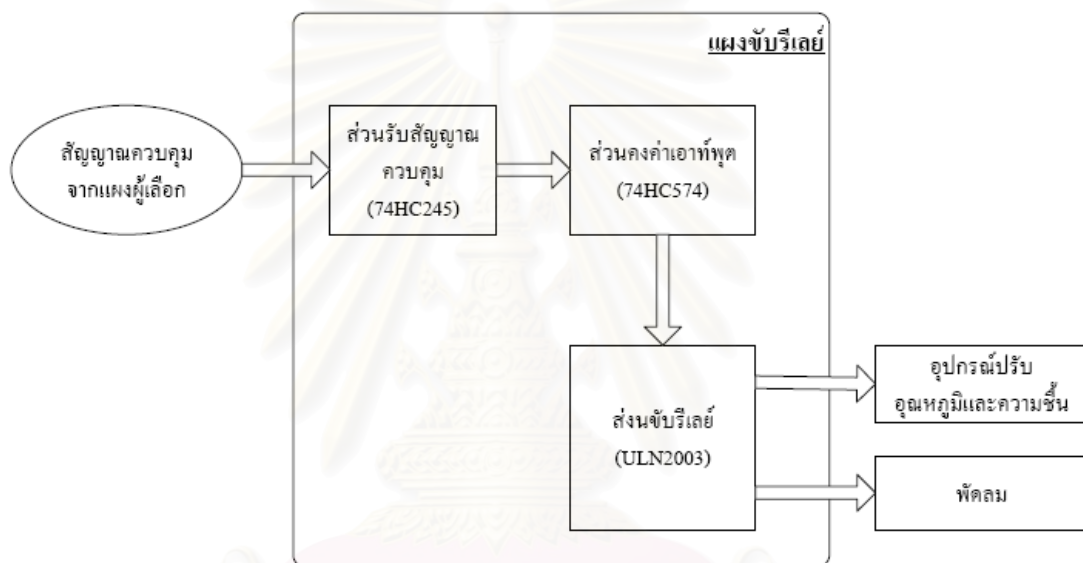 แผงขับรีเลย์
สัญญาณควบคุม
จากแผงผู้เลือก
ส่วนรับสัญญาณ
ควบคุม
(74HC245)
ส่วนคงค่าเอาท์พุต
(74HC574)
ส่งนขับรีเลย์
(ULN2003)
อุปกรณ์ปรับ
อุณหภูมิและความชื้น
พัดลม